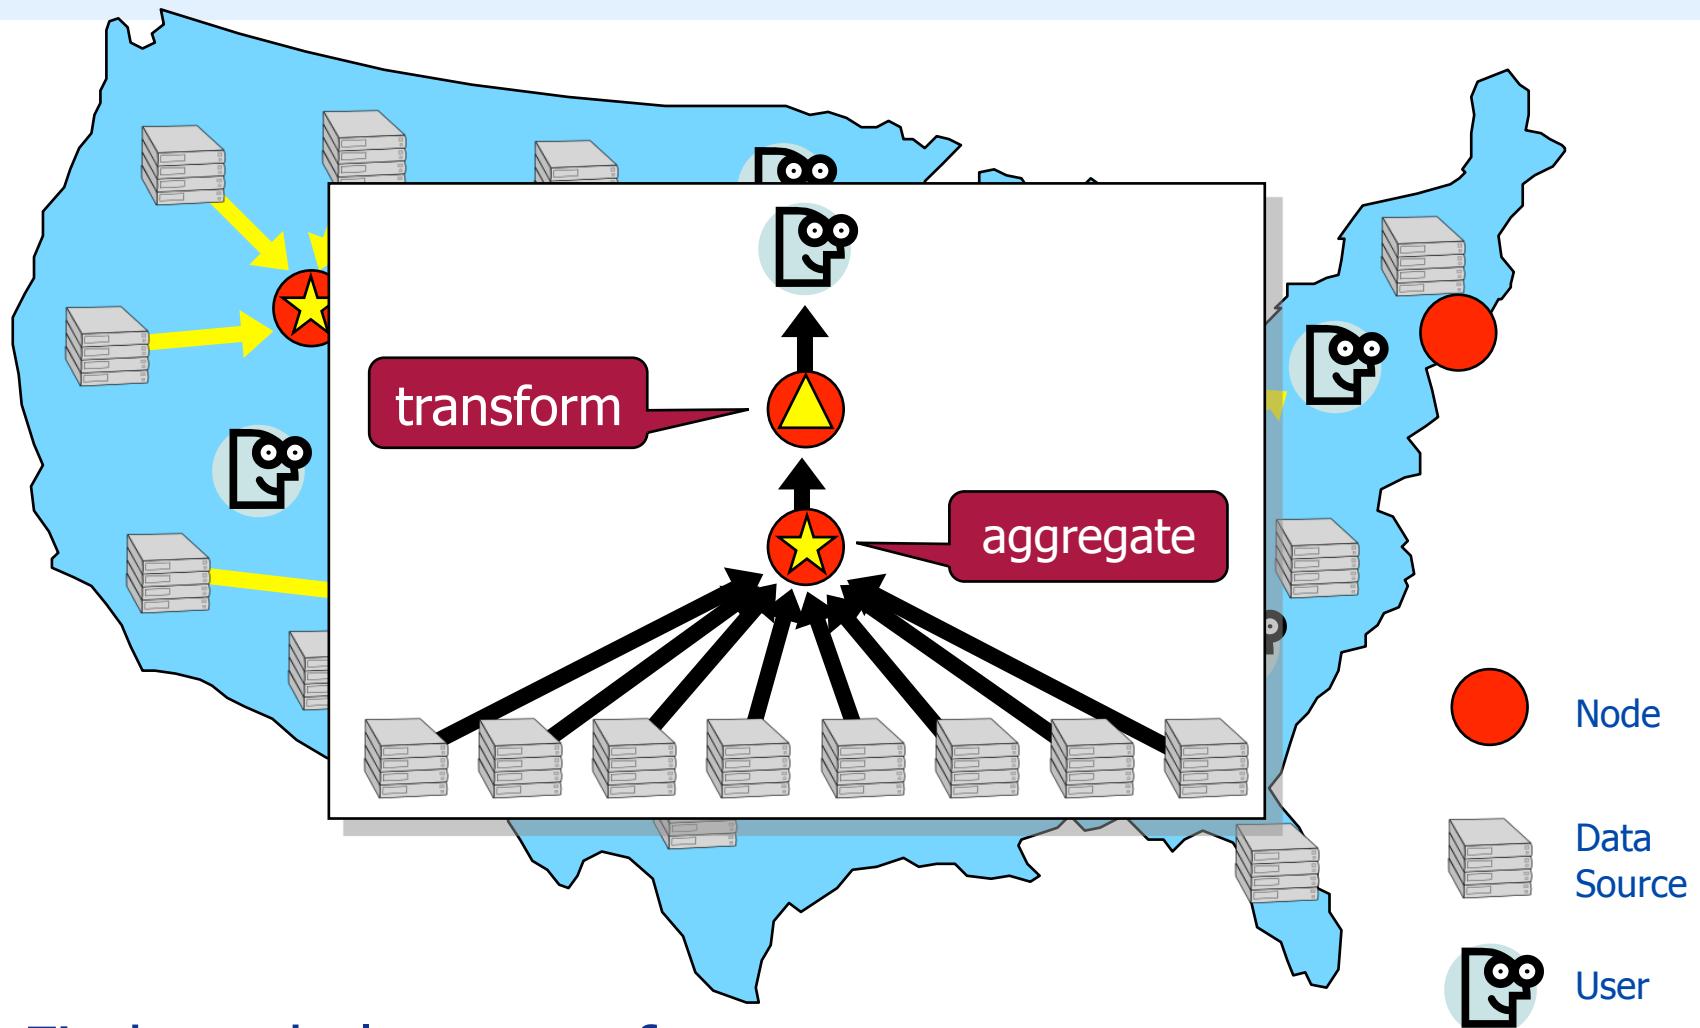 transform
aggregate
Node
Data
Source
User